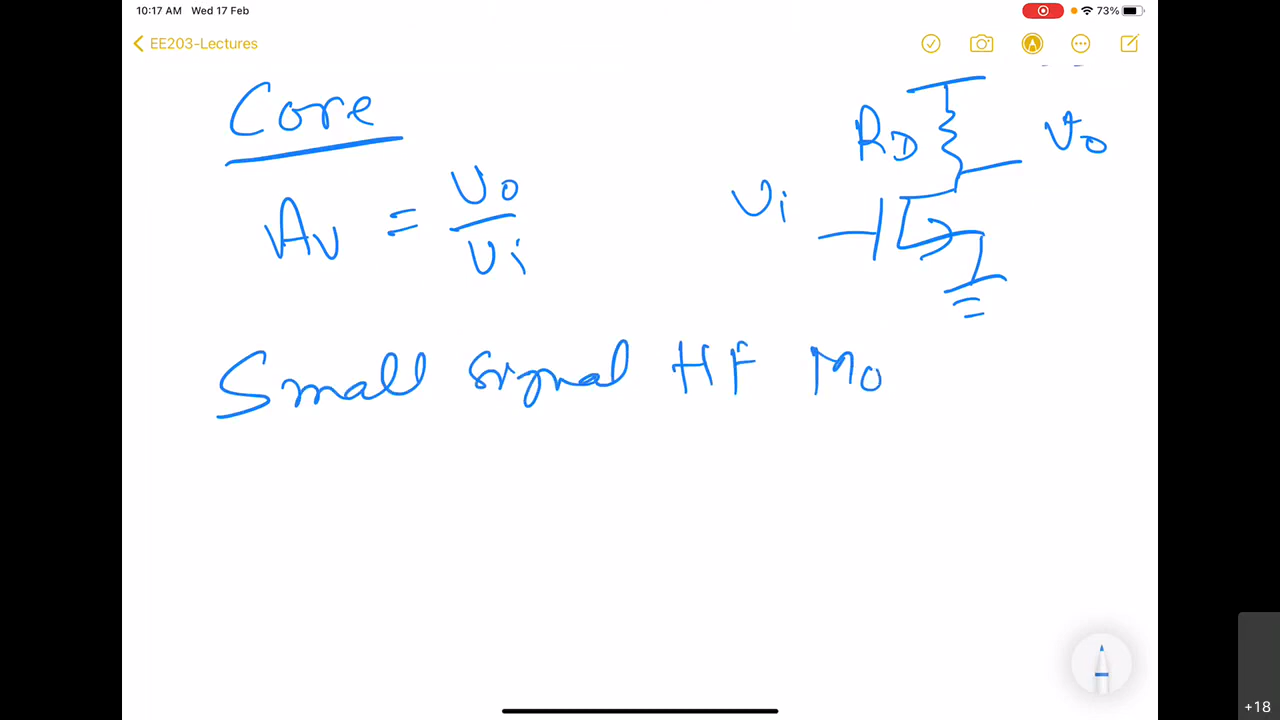 10:17 AM Wed 17 Feb
73%
EE203-Lectures
Core
RD
Vo
Av = Vo/Vi
Vi
Small signal HF Mo
+18